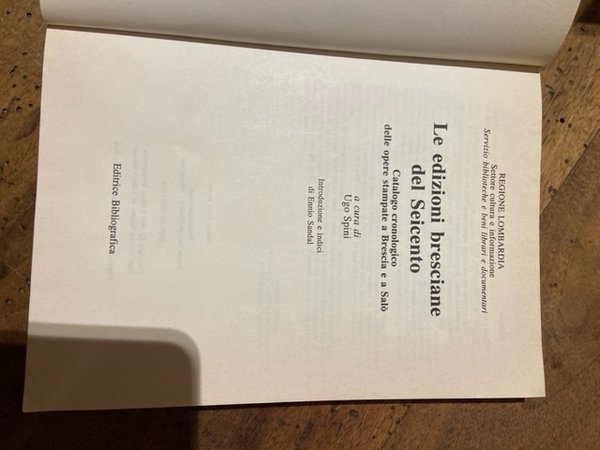 REGIONE LOMBARDIA
Settore cultura e informazione
Servizio biblioteche e beni librari e documentari
Le edizioni bresciane
del Seicento
Catalogo cronologico
delle opere stampate a Brescia e a Salò
a cura di
Ugo Spini
Introduzione e indici
di Ennio Sandal
Editrice Bibliografica